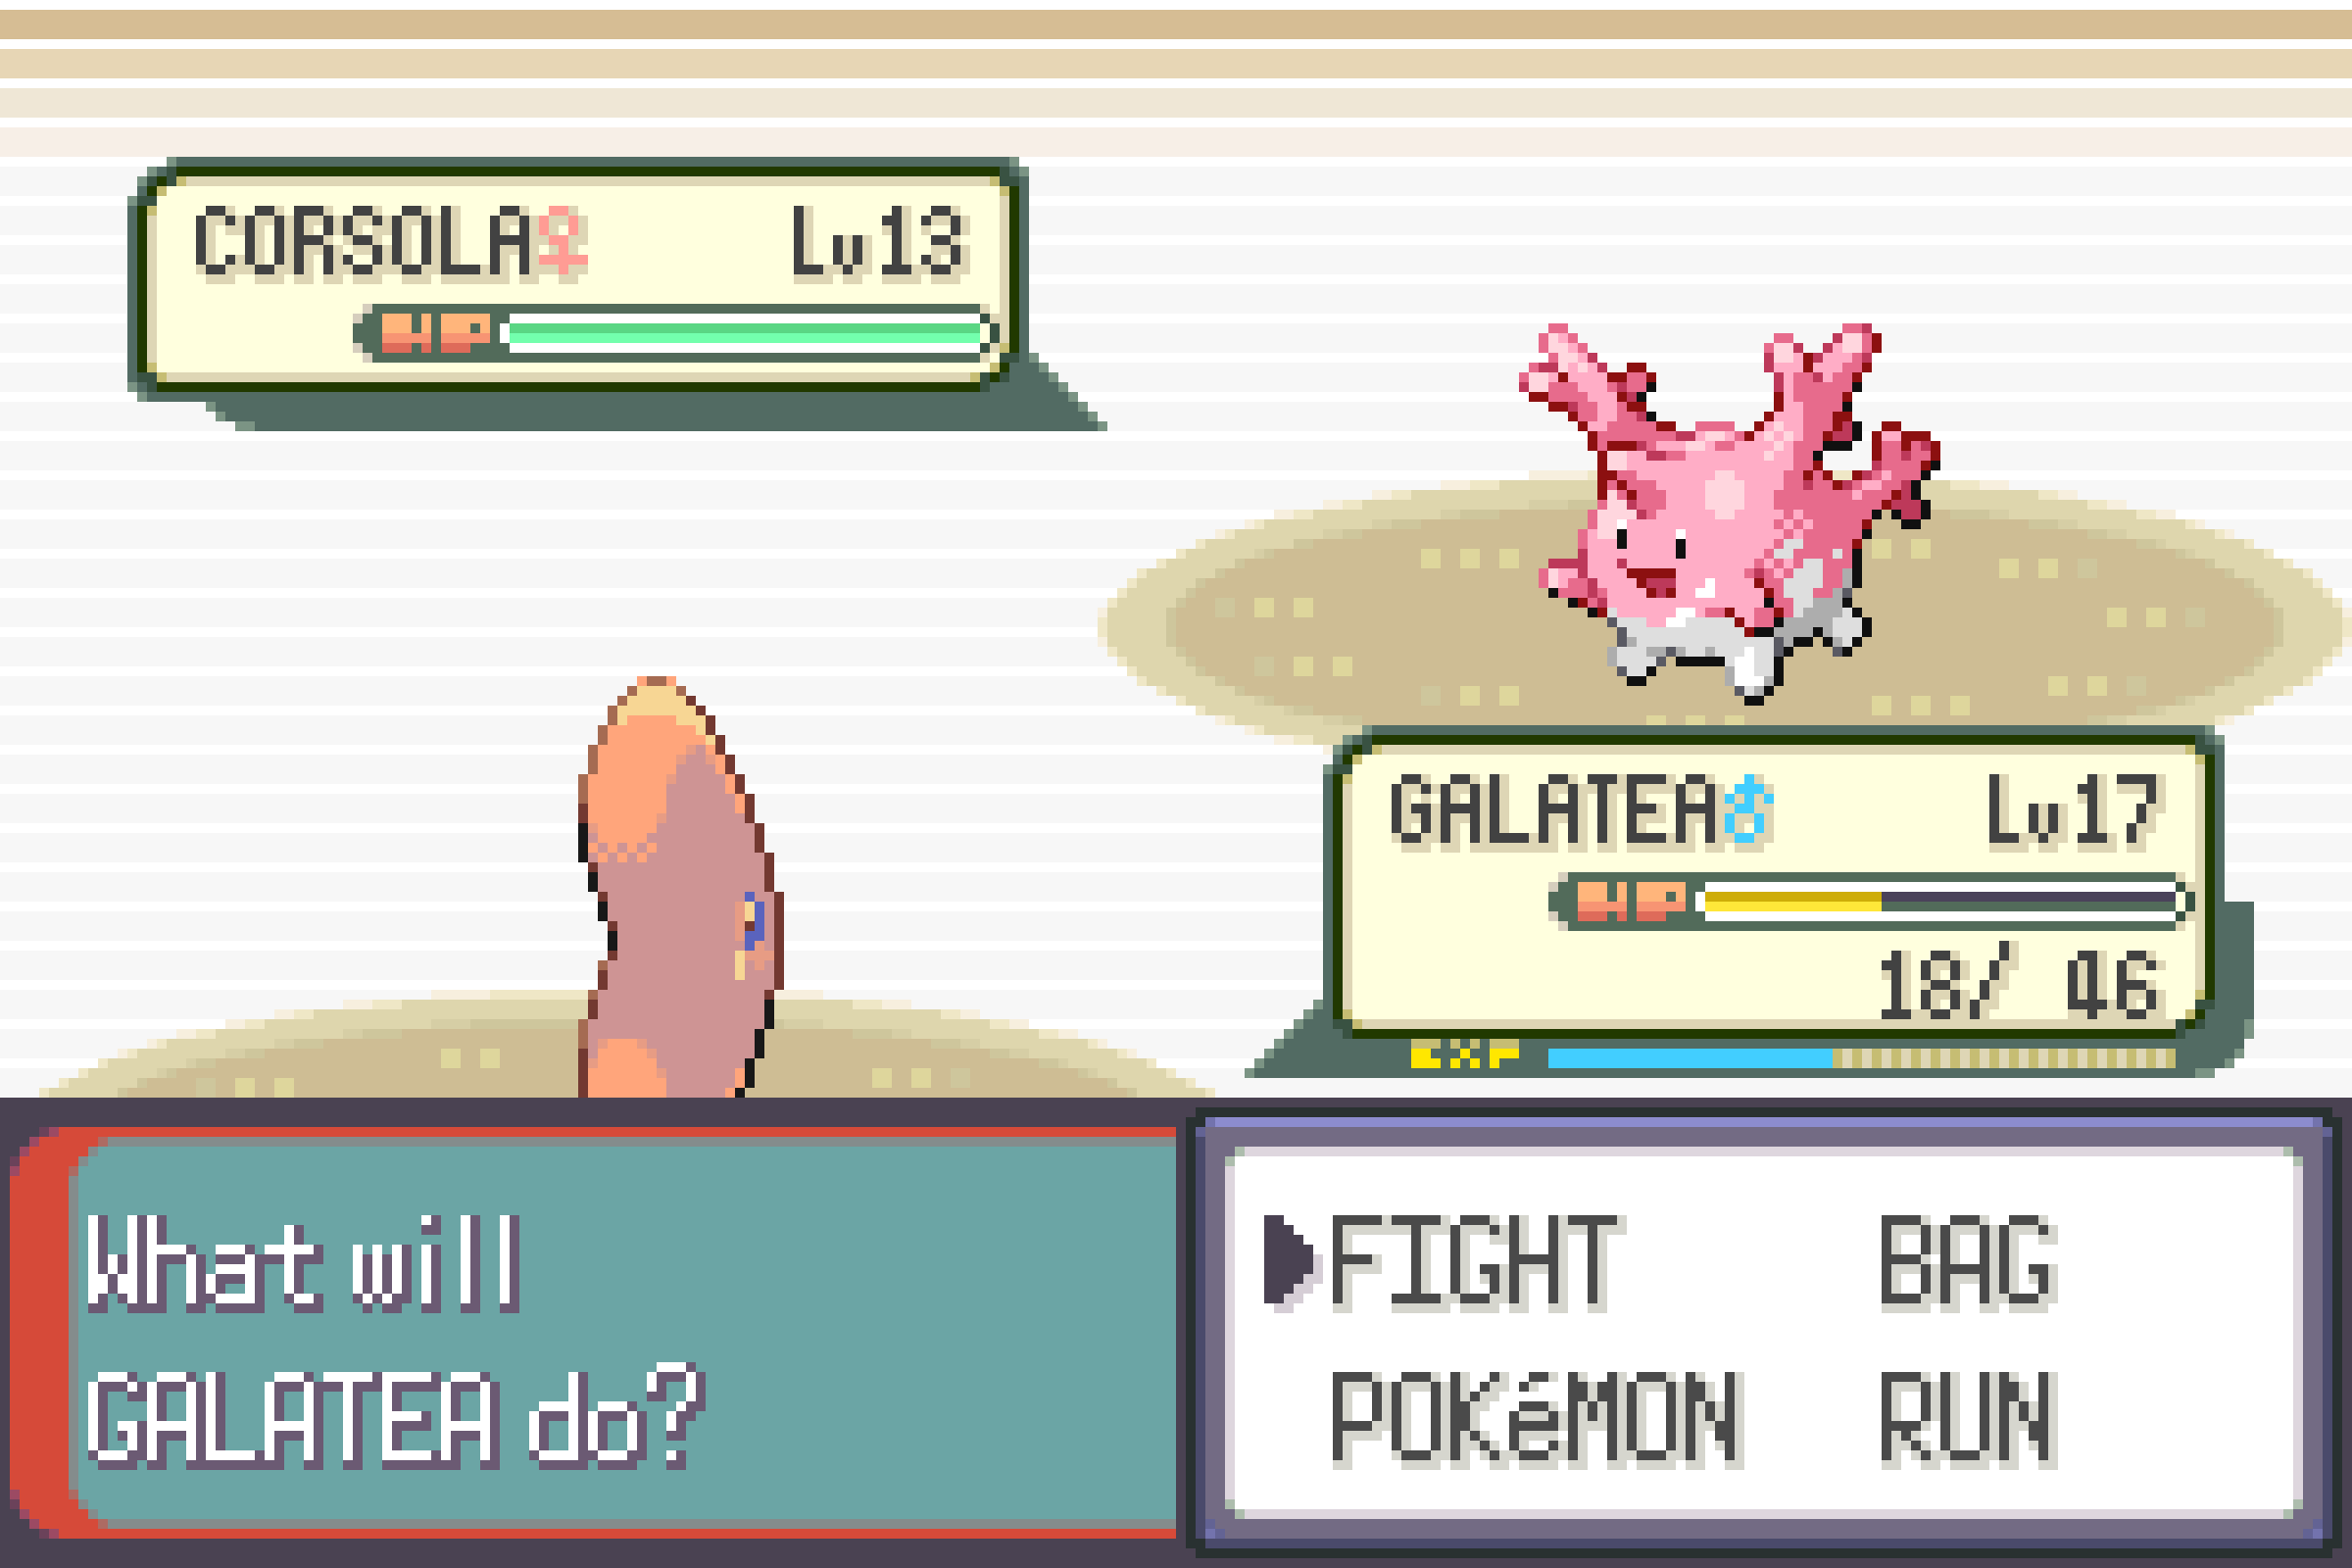 CORSOLA♀ Lv13
HP
GALATEA♂ Lv17
HP
18/ 46
EXP
What will
GALATEA do?
FIGHT BAG
POKéMON RUN